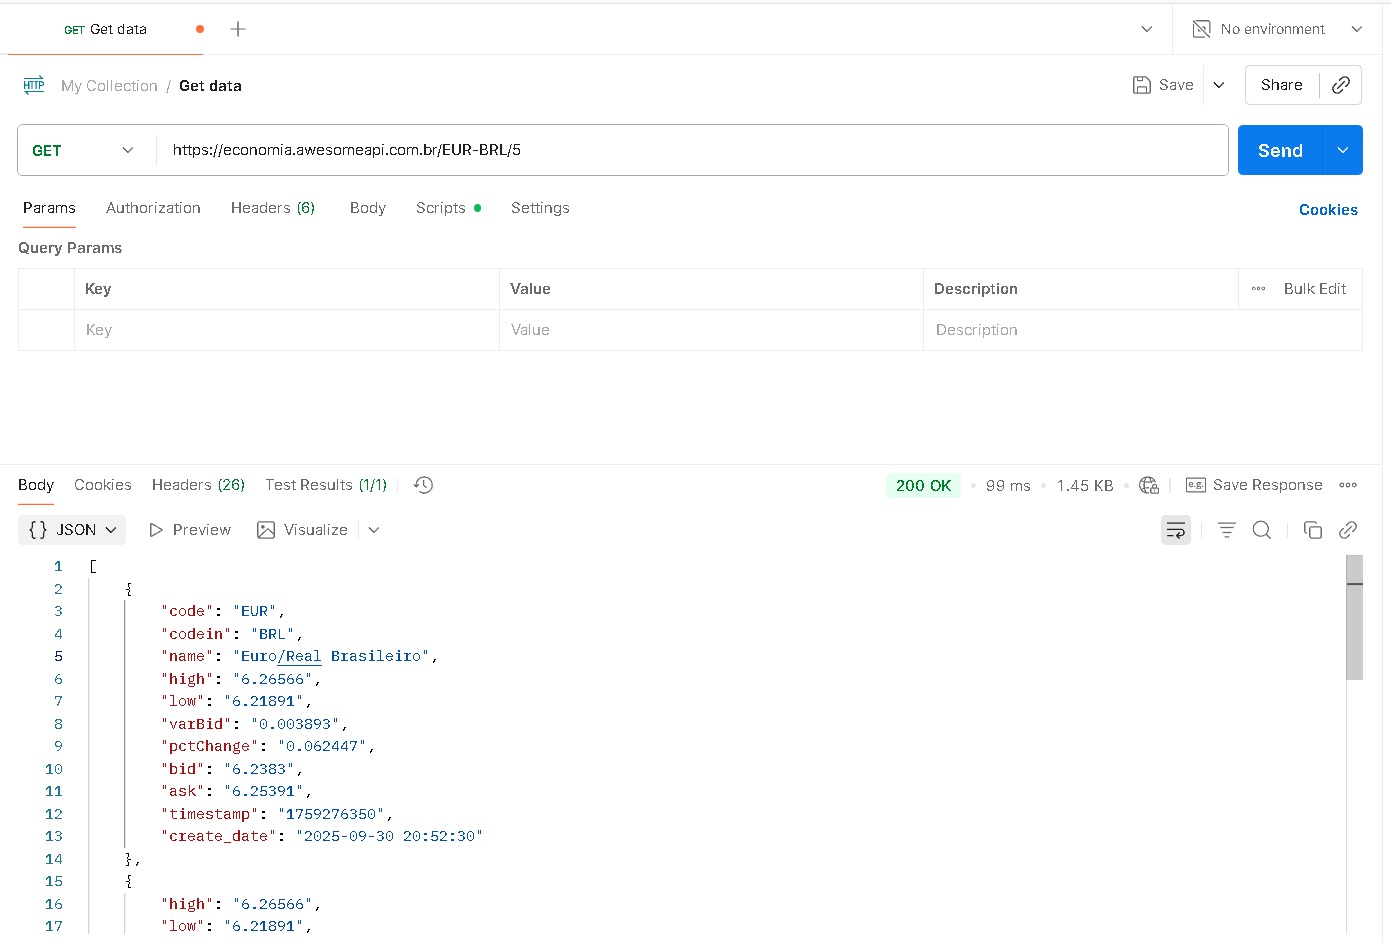 GET Get data
No environment
HTTP My Collection / Get data
Save
Share
GET https://economia.awesomeapi.com.br/EUR-BRL/5
Send
Params Authorization Headers (6) Body Scripts Settings
Cookies
Query Params
Key Value Description Bulk Edit
Key Value Description
Body Cookies Headers (26) Test Results (1/1)
200 OK 99 ms 1.45 KB e.g. Save Response
{} JSON Preview Visualize
1 [
2 {
3 "code": "EUR",
4 "codein": "BRL",
5 "name": "Euro/Real Brasileiro",
6 "high": "6.26566",
7 "low": "6.21891",
8 "varBid": "0.003893",
9 "pctChange": "0.062447",
10 "bid": "6.2383",
11 "ask": "6.25391",
12 "timestamp": "1759276350",
13 "create_date": "2025-09-30 20:52:30"
14 },
15 {
16 "high": "6.26566",
17 "low": "6.21891",